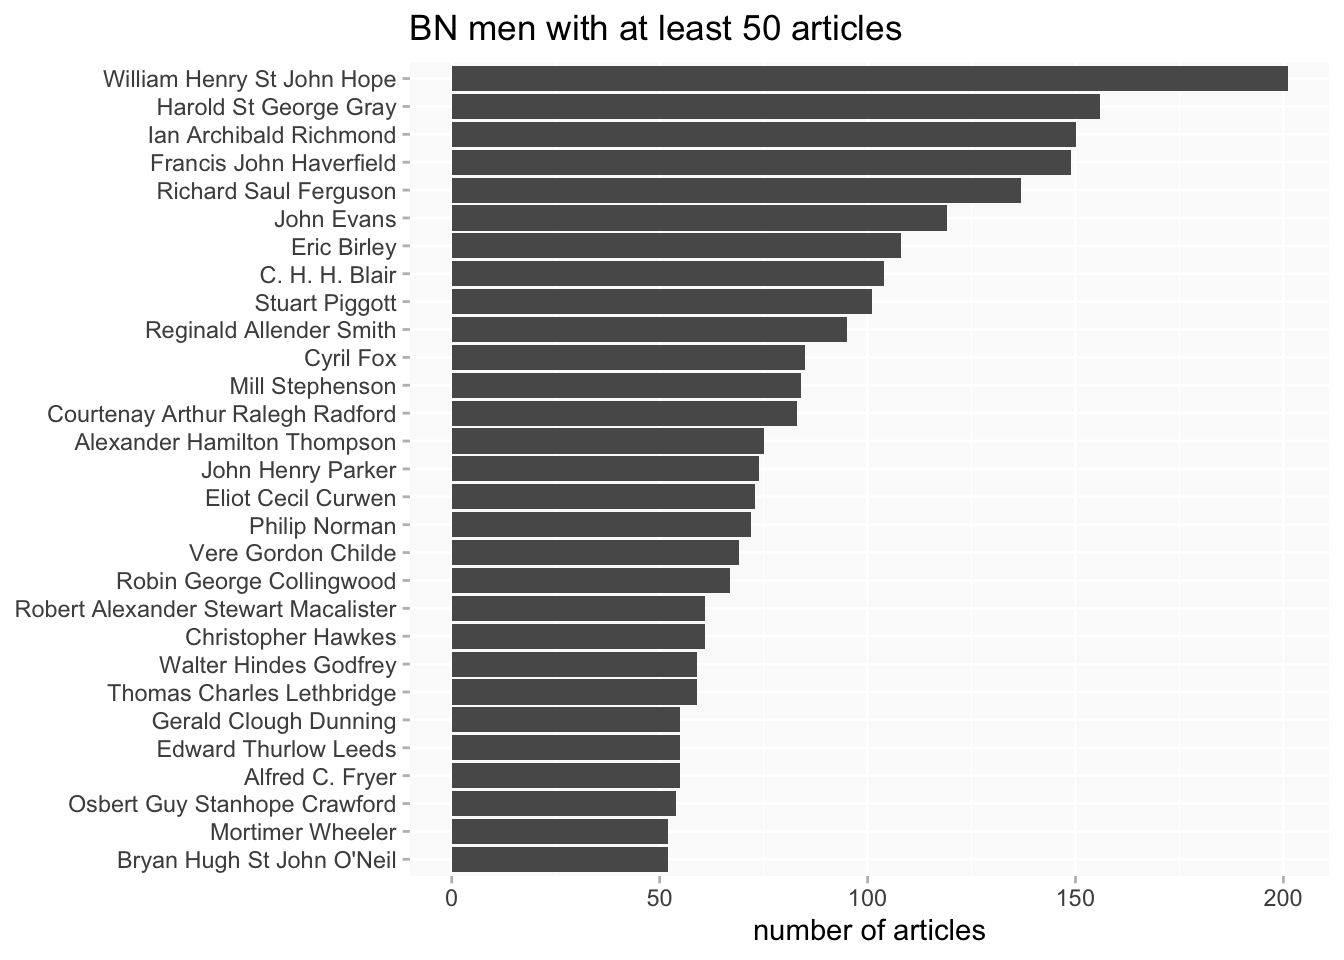 BN men with at least 50 articles
William Henry St John Hope
Harold St George Gray
Ian Archibald Richmond
Francis John Haverfield
Richard Saul Ferguson
John Evans
Eric Birley
C. H. H. Blair
Stuart Piggott
Reginald Allender Smith
Cyril Fox
Mill Stephenson
Courtenay Arthur Ralegh Radford
Alexander Hamilton Thompson
John Henry Parker
Eliot Cecil Curwen
Philip Norman
Vere Gordon Childe
Robin George Collingwood
Robert Alexander Stewart Macalister
Christopher Hawkes
Walter Hindes Godfrey
Thomas Charles Lethbridge
Gerald Clough Dunning
Edward Thurlow Leeds
Alfred C. Fryer
Osbert Guy Stanhope Crawford
Mortimer Wheeler
Bryan Hugh St John O'Neil
0 50 100 150 200
number of articles